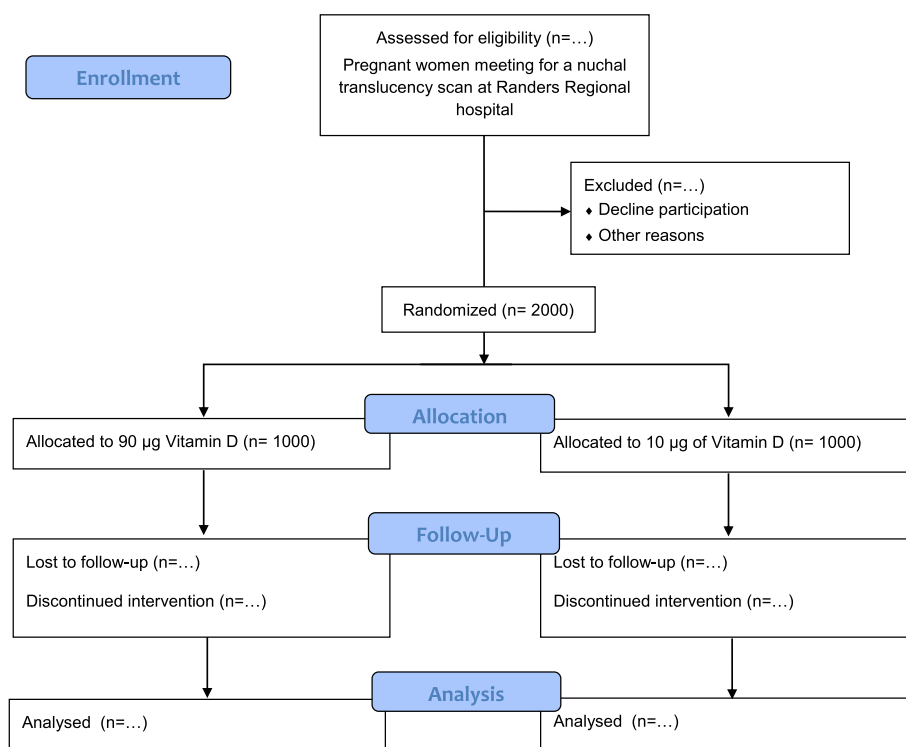 Assessed for eligibility (n=…)
Pregnant women meeting for a nuchal
translucency scan at Randers Regional
hospital
Enrollment
Excluded (n=…)
♦ Decline participation
♦ Other reasons
Randomized (n= 2000)
Allocation
Allocated to 90 µg Vitamin D (n= 1000)
Allocated to 10 µg of Vitamin D (n= 1000)
Follow-Up
Lost to follow-up (n=…)
Discontinued intervention (n=…)
Lost to follow-up (n=…)
Discontinued intervention (n=…)
Analysis
Analysed (n=…)
Analysed (n=…)